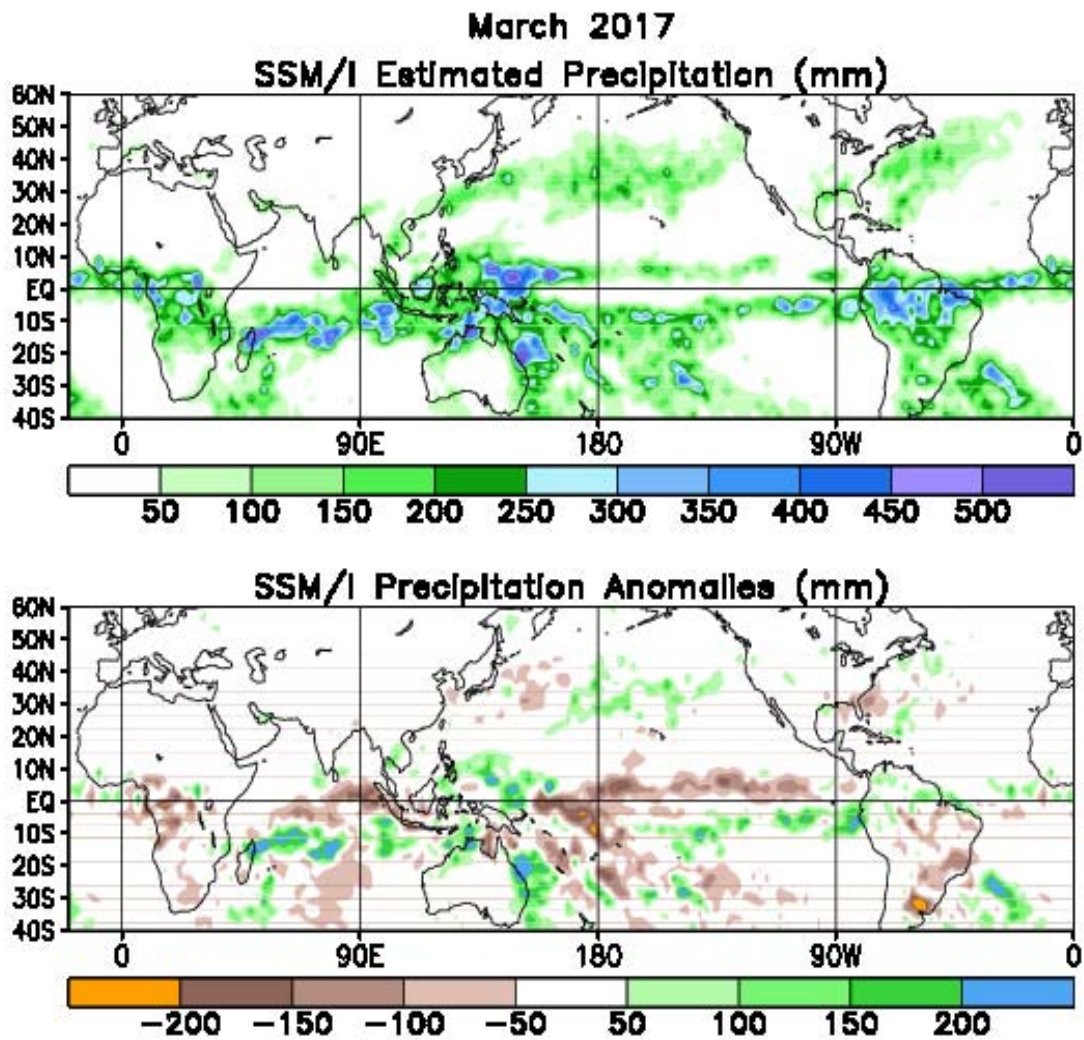 March 2017
SSM/I Estimated Precipitation (mm)
60N
50N
40N
30N
20N
10N
EQ
10S
20S
30S
40S
0 90E 180 90W 0
50 100 150 200 250 300 350 400 450 500
SSM/I Precipitation Anomalies (mm)
60N
50N
40N
30N
20N
10N
EQ
10S
20S
30S
40S
0 90E 180 90W 0
-200 -150 -100 -50 50 100 150 200